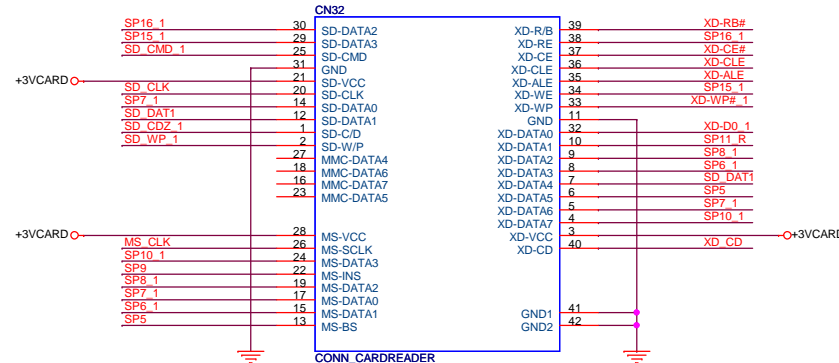 CN32
SP16_1 30 SD-DATA2
SP15_1 29 SD-DATA3
SD_CMD_1 25 SD-CMD
31 GND
+3VCARD 21 SD-VCC
SD_CLK 20 SD-CLK
SP7_1 14 SD-DATA0
SD_DAT1 12 SD-DATA1
SD_CDZ_1 1 SD-C/D
SD_WP_1 2 SD-W/P
27 MMC-DATA4
18 MMC-DATA6
16 MMC-DATA7
23 MMC-DATA5
+3VCARD 28 MS-VCC
MS_CLK 26 MS-SCLK
SP10_1 24 MS-DATA3
SP9 22 MS-INS
SP8_1 19 MS-DATA2
SP7_1 17 MS-DATA0
SP6_1 15 MS-DATA1
SP5 13 MS-BS
XD-R/B 39 XD-RB#
XD-RE 38 SP16_1
XD-CE 37 XD-CE#
XD-CLE 36 XD-CLE
XD-ALE 35 XD-ALE
XD-WE 34 SP15_1
XD-WP 33 XD-WP#_1
GND 11
XD-DATA0 32 XD-D0_1
XD-DATA1 10 SP11_R
XD-DATA2 9 SP8_1
XD-DATA3 8 SP6_1
XD-DATA4 7 SD_DAT1
XD-DATA5 6 SP5
XD-DATA6 5 SP7_1
XD-DATA7 4 SP10_1
XD-VCC 3 +3VCARD
XD-CD 40 XD_CD
GND1 41
GND2 42
CONN_CARDREADER